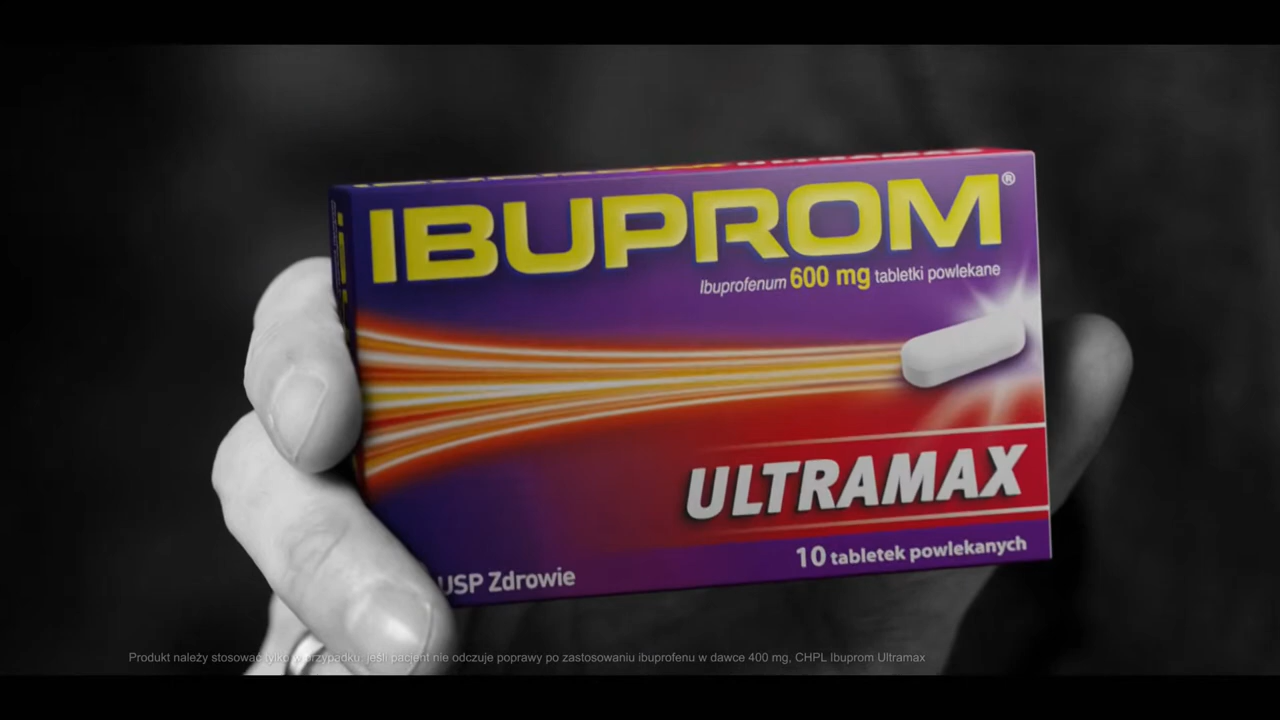 IBUPROM®
Ibuprofenum 600 mg tabletki powlekane
ULTRAMAX
10 tabletek powlekanych
USP Zdrowie
Produkt należy stosować tylko w przypadku, jeśli pacjent nie odczuje poprawy po zastosowaniu ibuprofenu w dawce 400 mg, CHPL Ibuprom Ultramax